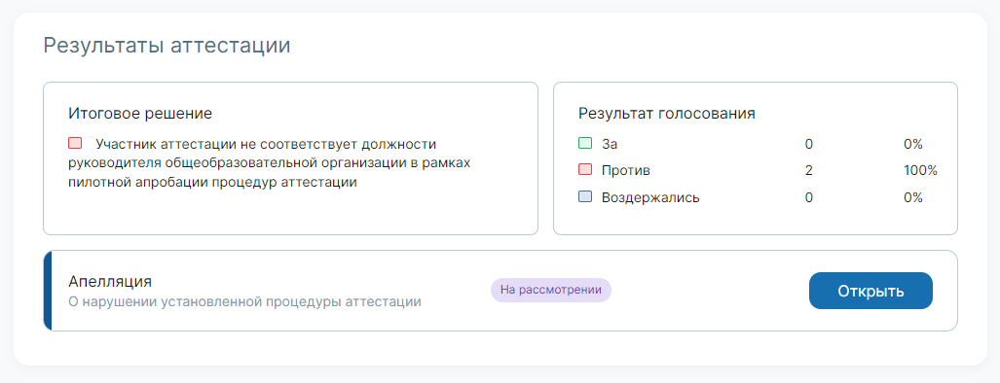 Результаты аттестации
Итоговое решение
Участник аттестации не соответствует должности
руководителя общеобразовательной организации в рамках
пилотной апробации процедур аттестации
Результат голосования
За 0 0%
Против 2 100%
Воздержались 0 0%
Апелляция
О нарушении установленной процедуры аттестации
На рассмотрении
Открыть